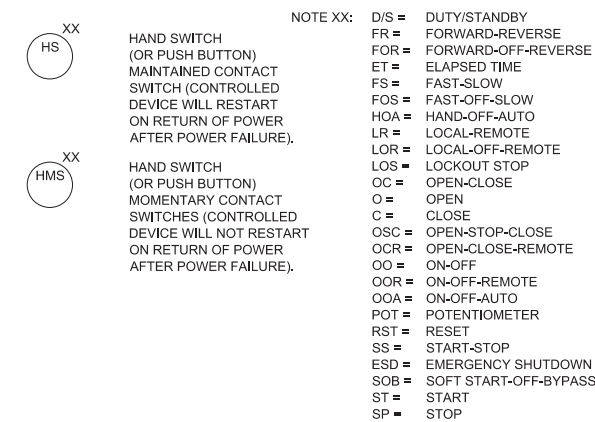 XX
HS
HAND SWITCH
(OR PUSH BUTTON)
MAINTAINED CONTACT
SWITCH (CONTROLLED
DEVICE WILL RESTART
ON RETURN OF POWER
AFTER POWER FAILURE).
XX
HMS
HAND SWITCH
(OR PUSH BUTTON)
MOMENTARY CONTACT
SWITCHES (CONTROLLED
DEVICE WILL NOT RESTART
ON RETURN OF POWER
AFTER POWER FAILURE).
NOTE XX: D/S = DUTY/STANDBY
FR = FORWARD-REVERSE
FOR = FORWARD-OFF-REVERSE
ET = ELAPSED TIME
FS = FAST-SLOW
FOS = FAST-OFF-SLOW
HOA = HAND-OFF-AUTO
LR = LOCAL-REMOTE
LOR = LOCAL-OFF-REMOTE
LOS = LOCKOUT STOP
OC = OPEN-CLOSE
O = OPEN
C = CLOSE
OSC = OPEN-STOP-CLOSE
OCR = OPEN-CLOSE-REMOTE
OO = ON-OFF
OOR = ON-OFF-REMOTE
OOA = ON-OFF-AUTO
POT = POTENTIOMETER
RST = RESET
SS = START-STOP
ESD = EMERGENCY SHUTDOWN
SOB = SOFT START-OFF-BYPASS
ST = START
SP = STOP